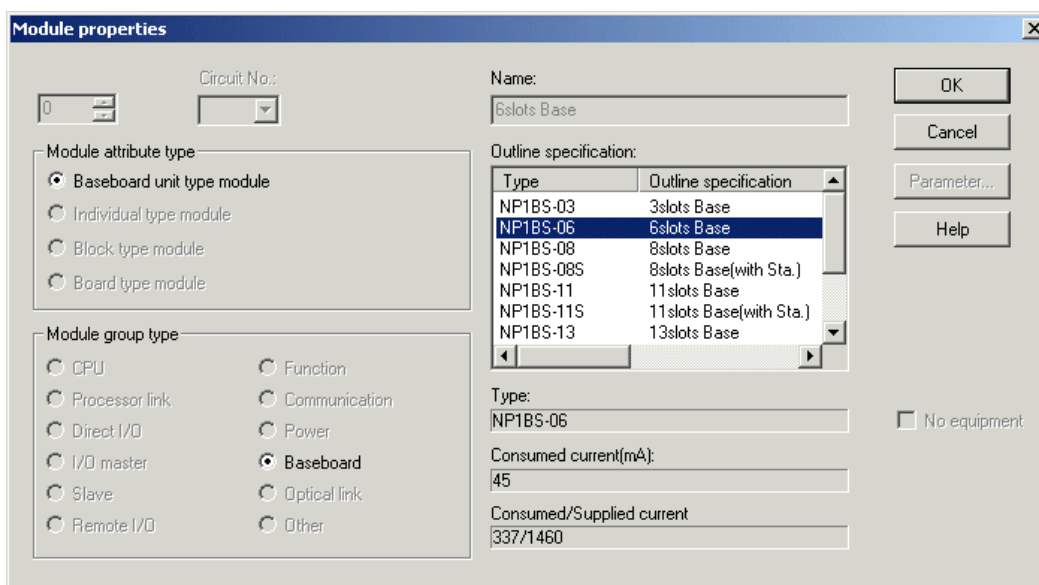 Module properties
Circuit No.:
0
Module attribute type
Baseboard unit type module
Individual type module
Block type module
Board type module
Module group type
CPU
Function
Processor link
Communication
Direct I/O
Power
I/O master
Baseboard
Slave
Optical link
Remote I/O
Other
Name:
6slots Base
Outline specification:
Type Outline specification
NP1BS-03 3slots Base
NP1BS-06 6slots Base
NP1BS-08 8slots Base
NP1BS-08S 8slots Base(with Sta.)
NP1BS-11 11slots Base
NP1BS-11S 11slots Base(with Sta.)
NP1BS-13 13slots Base
Type:
NP1BS-06
Consumed current(mA):
45
Consumed/Supplied current
337/1460
OK
Cancel
Parameter...
Help
No equipment